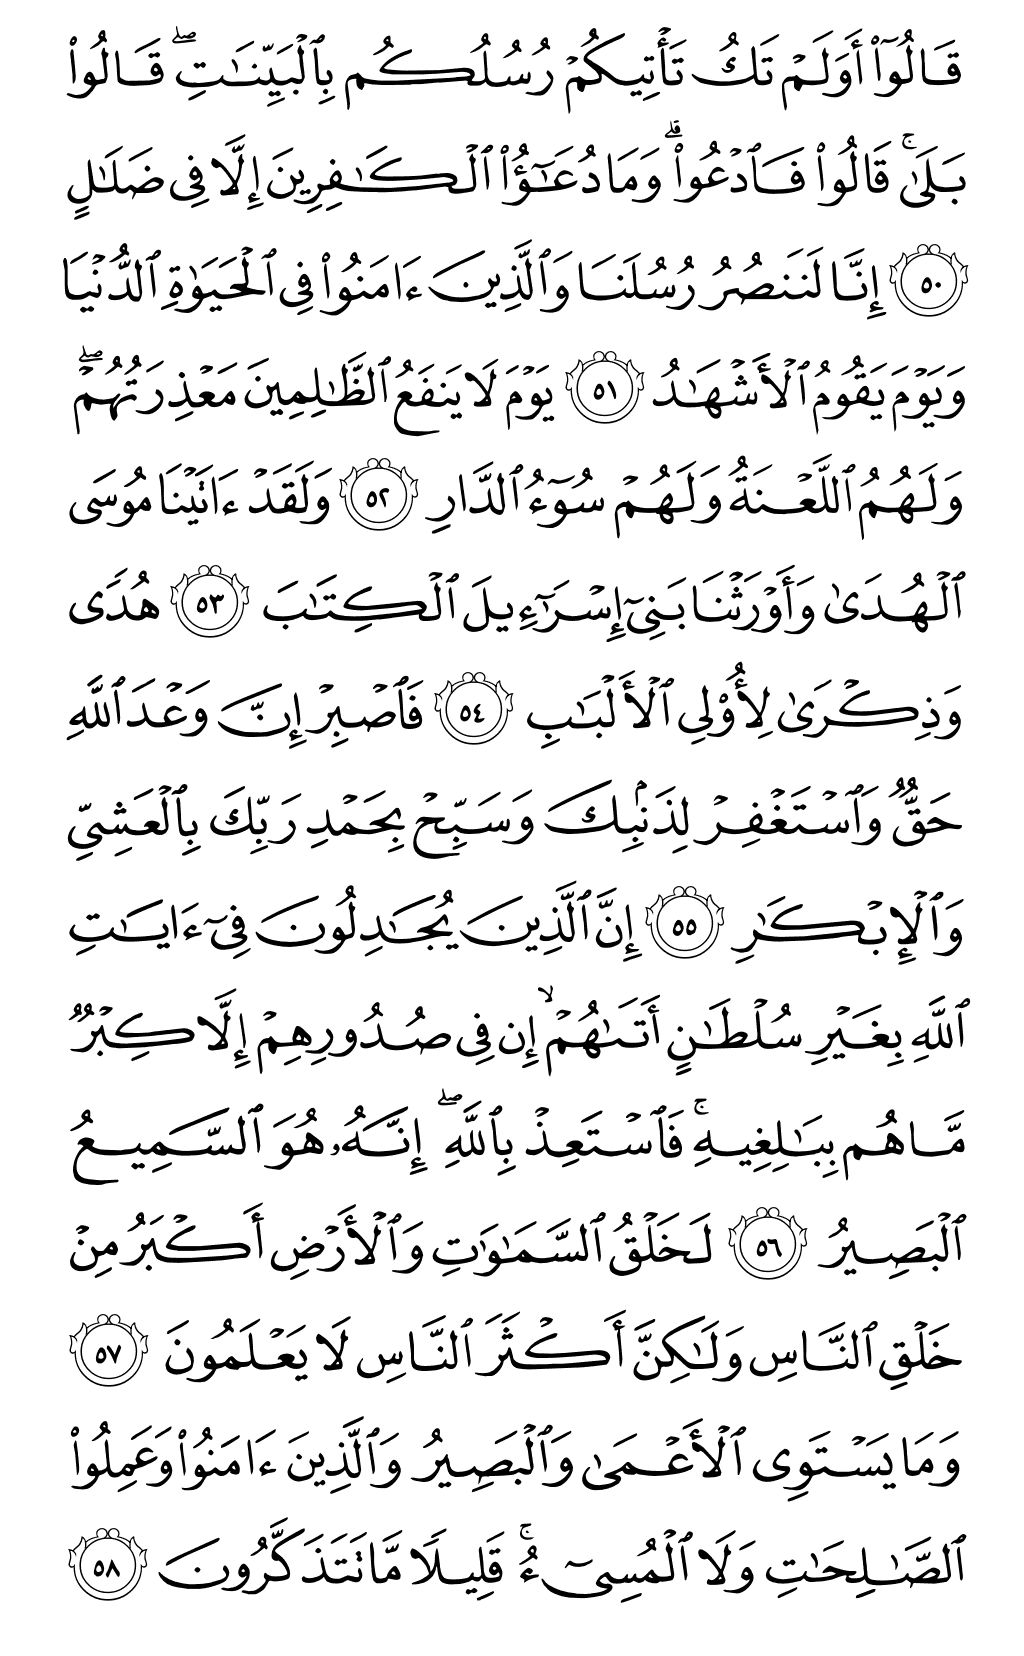 قَالُوٓا۟ أَوَلَمْ تَكُ تَأْتِيكُمْ رُسُلُكُم بِٱلْبَيِّنَـٰتِ ۖ قَالُوا۟
بَلَىٰ ۚ قَالُوا۟ فَٱدْعُوا۟ ۗ وَمَا دُعَـٰٓؤُا۟ ٱلْكَـٰفِرِينَ إِلَّا فِى ضَلَـٰلٍ
٥٠ إِنَّا لَنَنصُرُ رُسُلَنَا وَٱلَّذِينَ ءَامَنُوا۟ فِى ٱلْحَيَوٰةِ ٱلدُّنْيَا
وَيَوْمَ يَقُومُ ٱلْأَشْهَـٰدُ ٥١ يَوْمَ لَا يَنفَعُ ٱلظَّـٰلِمِينَ مَعْذِرَتُهُمْ ۖ
وَلَهُمُ ٱللَّعْنَةُ وَلَهُمْ سُوٓءُ ٱلدَّارِ ٥٢ وَلَقَدْ ءَاتَيْنَا مُوسَى
ٱلْهُدَىٰ وَأَوْرَثْنَا بَنِىٓ إِسْرَٰٓءِيلَ ٱلْكِتَـٰبَ ٥٣ هُدًى
وَذِكْرَىٰ لِأُو۟لِى ٱلْأَلْبَـٰبِ ٥٤ فَٱصْبِرْ إِنَّ وَعْدَ ٱللَّهِ
حَقٌّ وَٱسْتَغْفِرْ لِذَنۢبِكَ وَسَبِّحْ بِحَمْدِ رَبِّكَ بِٱلْعَشِىِّ
وَٱلْإِبْكَـٰرِ ٥٥ إِنَّ ٱلَّذِينَ يُجَـٰدِلُونَ فِىٓ ءَايَـٰتِ
ٱللَّهِ بِغَيْرِ سُلْطَـٰنٍ أَتَىٰهُمْ ۙ إِن فِى صُدُورِهِمْ إِلَّا كِبْرٌ
مَّا هُم بِبَـٰلِغِيهِ ۚ فَٱسْتَعِذْ بِٱللَّهِ ۖ إِنَّهُۥ هُوَ ٱلسَّمِيعُ
ٱلْبَصِيرُ ٥٦ لَخَلْقُ ٱلسَّمَـٰوَٰتِ وَٱلْأَرْضِ أَكْبَرُ مِنْ
خَلْقِ ٱلنَّاسِ وَلَـٰكِنَّ أَكْثَرَ ٱلنَّاسِ لَا يَعْلَمُونَ ٥٧
وَمَا يَسْتَوِى ٱلْأَعْمَىٰ وَٱلْبَصِيرُ وَٱلَّذِينَ ءَامَنُوا۟ وَعَمِلُوا۟
ٱلصَّـٰلِحَـٰتِ وَلَا ٱلْمُسِىٓءُ ۚ قَلِيلًا مَّا تَتَذَكَّرُونَ ٥٨